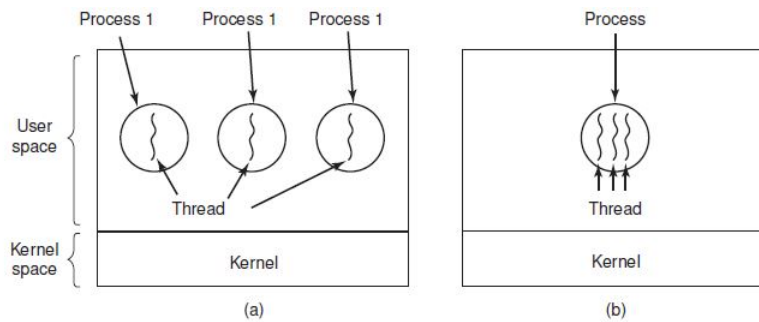 Process 1 Process 1 Process 1 Process
User
space
Thread Thread
Kernel
space
Kernel Kernel
(a) (b)